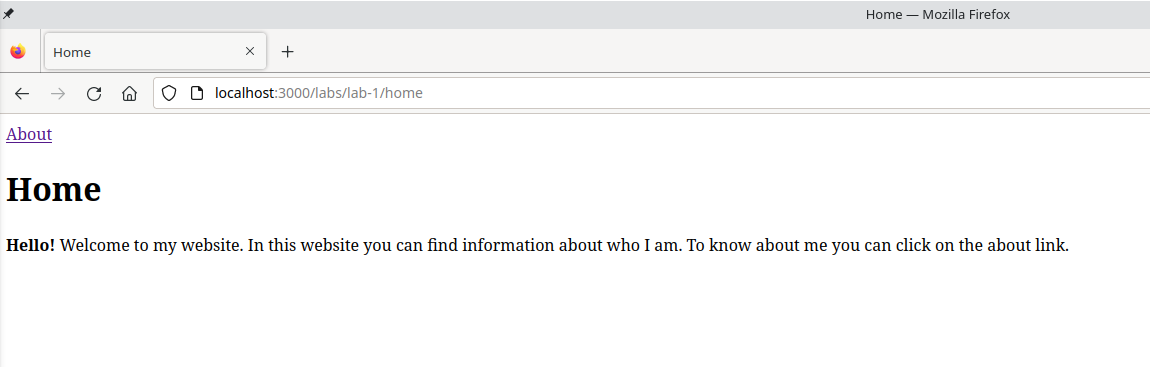 Home — Mozilla Firefox
Home
localhost:3000/labs/lab-1/home
About
Home
Hello! Welcome to my website. In this website you can find information about who I am. To know about me you can click on the about link.